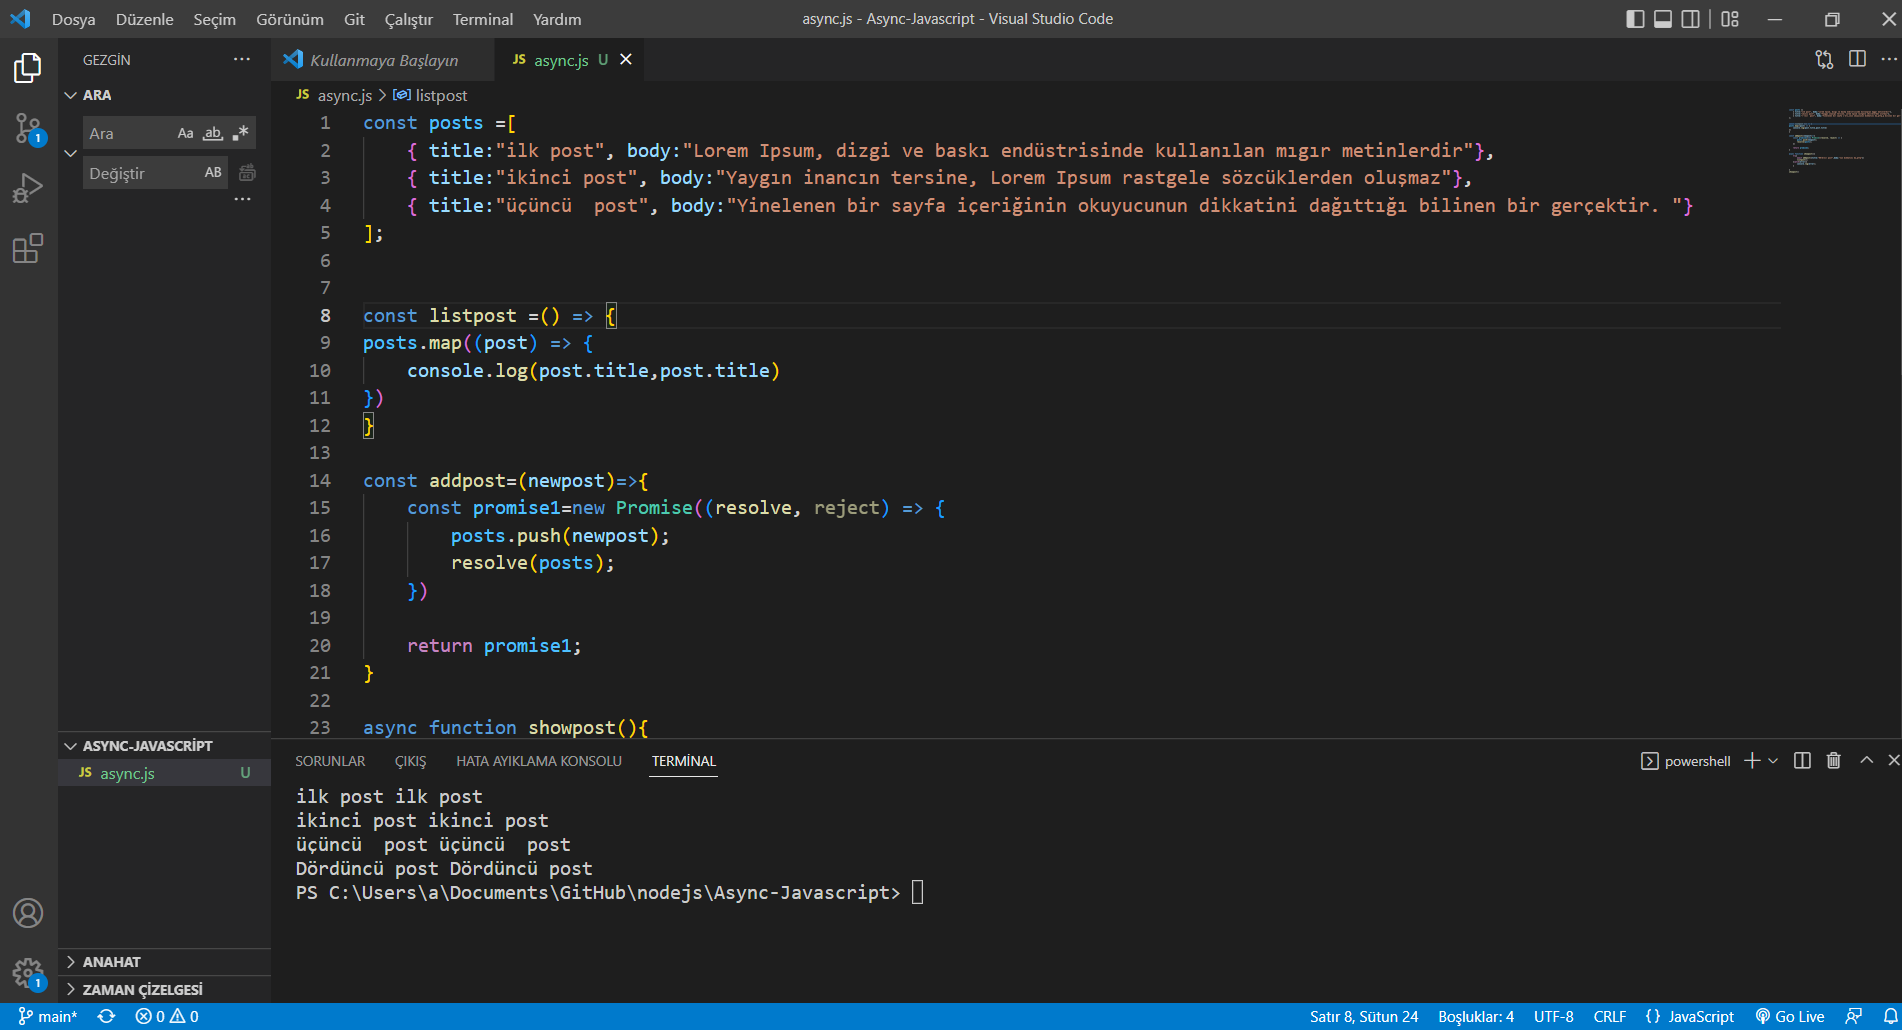 Dosya Düzenle Seçim Görünüm Git Çalıştır Terminal Yardım
async.js - Async-Javascript - Visual Studio Code
GEZGİN
ARA
Ara Aa ab
Değiştir AB
Kullanmaya Başlayın
JS async.js U
JS async.js > listpost
1 const posts =[
2 { title:"ilk post", body:"Lorem Ipsum, dizgi ve baskı endüstrisinde kullanılan mıgır metinlerdir"},
3 { title:"ikinci post", body:"Yaygın inancın tersine, Lorem Ipsum rastgele sözcüklerden oluşmaz"},
4 { title:"üçüncü  post", body:"Yinelenen bir sayfa içeriğinin okuyucunun dikkatini dağıttığı bilinen bir gerçektir. "}
5 ];
6
7
8 const listpost =() => {
9 posts.map((post) => {
10 console.log(post.title,post.title)
11 })
12 }
13
14 const addpost=(newpost)=>{
15 const promise1=new Promise((resolve, reject) => {
16 posts.push(newpost);
17 resolve(posts);
18 })
19
20 return promise1;
21 }
22
23 async function showpost(){
ASYNC-JAVASCRİPT
JS async.js U
ANAHAT
ZAMAN ÇİZELGESİ
1
1
SORUNLAR ÇIKIŞ HATA AYIKLAMA KONSOLU TERMİNAL
powershell
ilk post ilk post
ikinci post ikinci post
üçüncü  post üçüncü  post
Dördüncü post Dördüncü post
PS C:\Users\a\Documents\GitHub\nodejs\Async-Javascript>
main* 0 0
Satır 8, Sütun 24 Boşluklar: 4 UTF-8 CRLF {} JavaScript Go Live